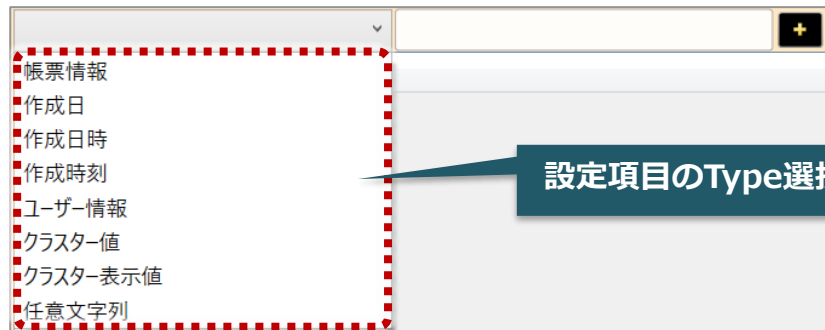 帳票情報
作成日
作成日時
作成時刻
設定項目のType選択
ユーザー情報
クラスター値
クラスター表示値
任意文字列